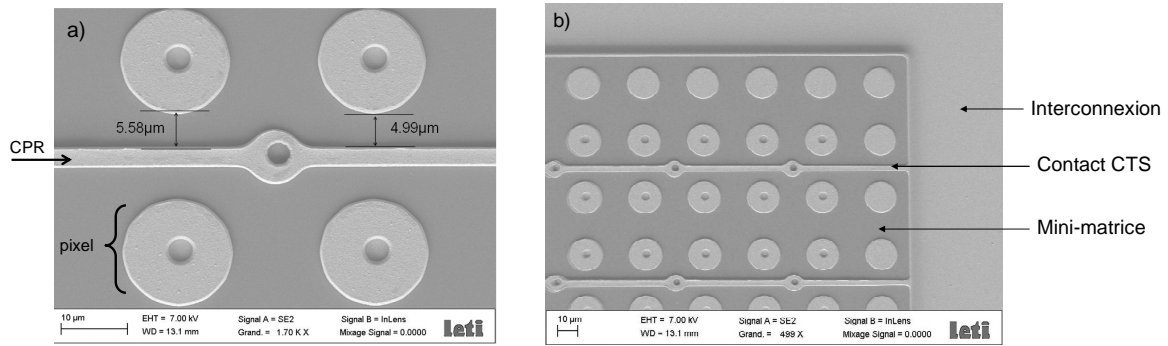 a)
5.58µm
4.99µm
CPR
pixel
10 µm
EHT = 7.00 kV
WD = 13.1 mm
Signal A = SE2
Grand. = 1.70 K X
Signal B = InLens
Mixage Signal = 0.0000
Leti
b)
Interconnexion
Contact CTS
Mini-matrice
10 µm
EHT = 7.00 kV
WD = 13.1 mm
Signal A = SE2
Grand. = 499 X
Signal B = InLens
Mixage Signal = 0.0000
Leti